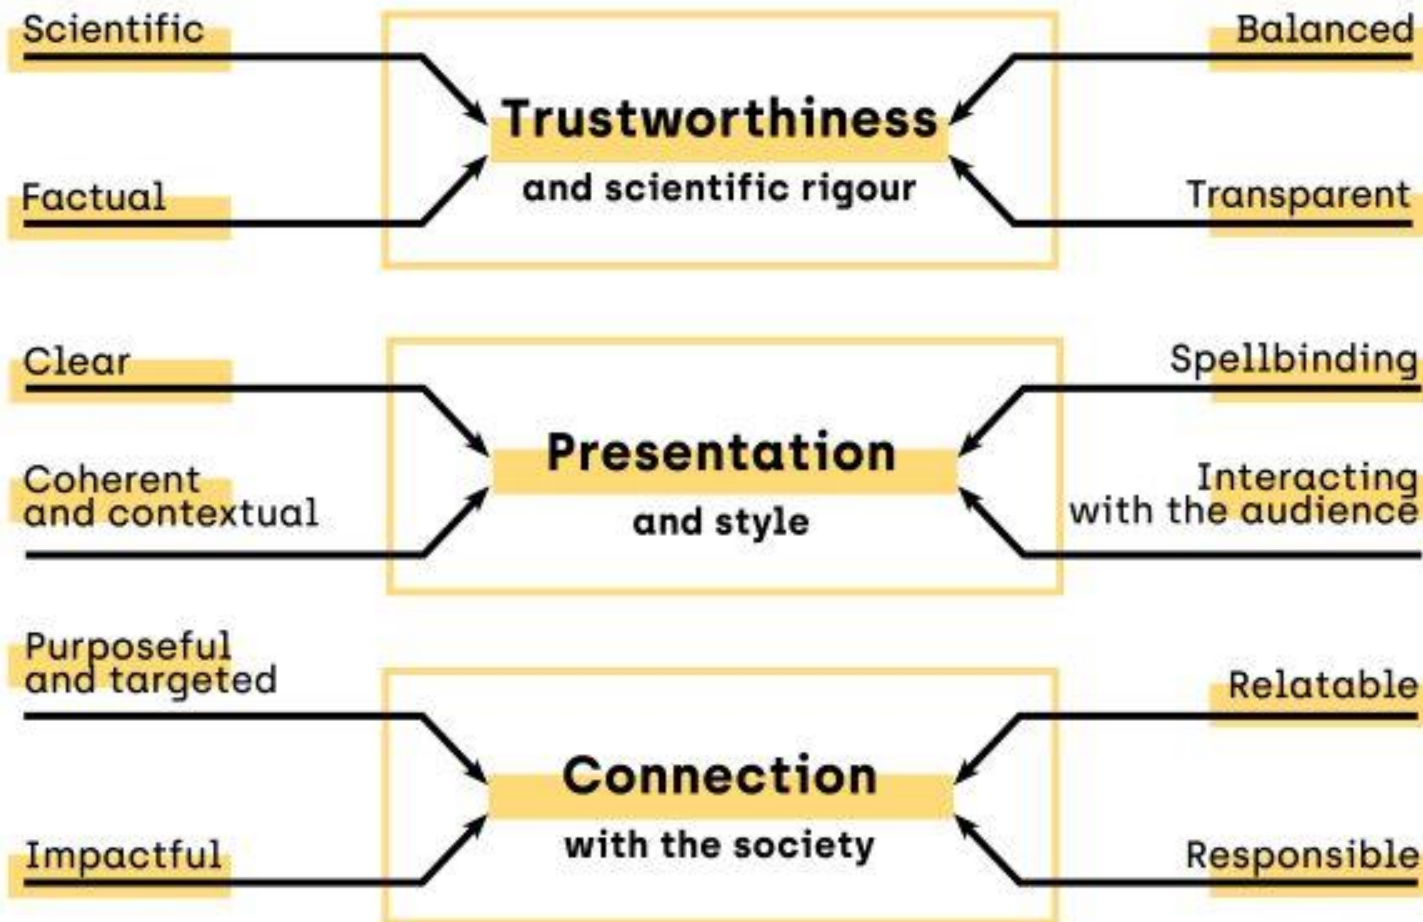 Scientific
Balanced
Trustworthiness
and scientific rigour
Factual
Transparent
Clear
Spellbinding
Presentation
and style
Coherent
and contextual
Interacting
with the audience
Purposeful
and targeted
Relatable
Connection
with the society
Impactful
Responsible